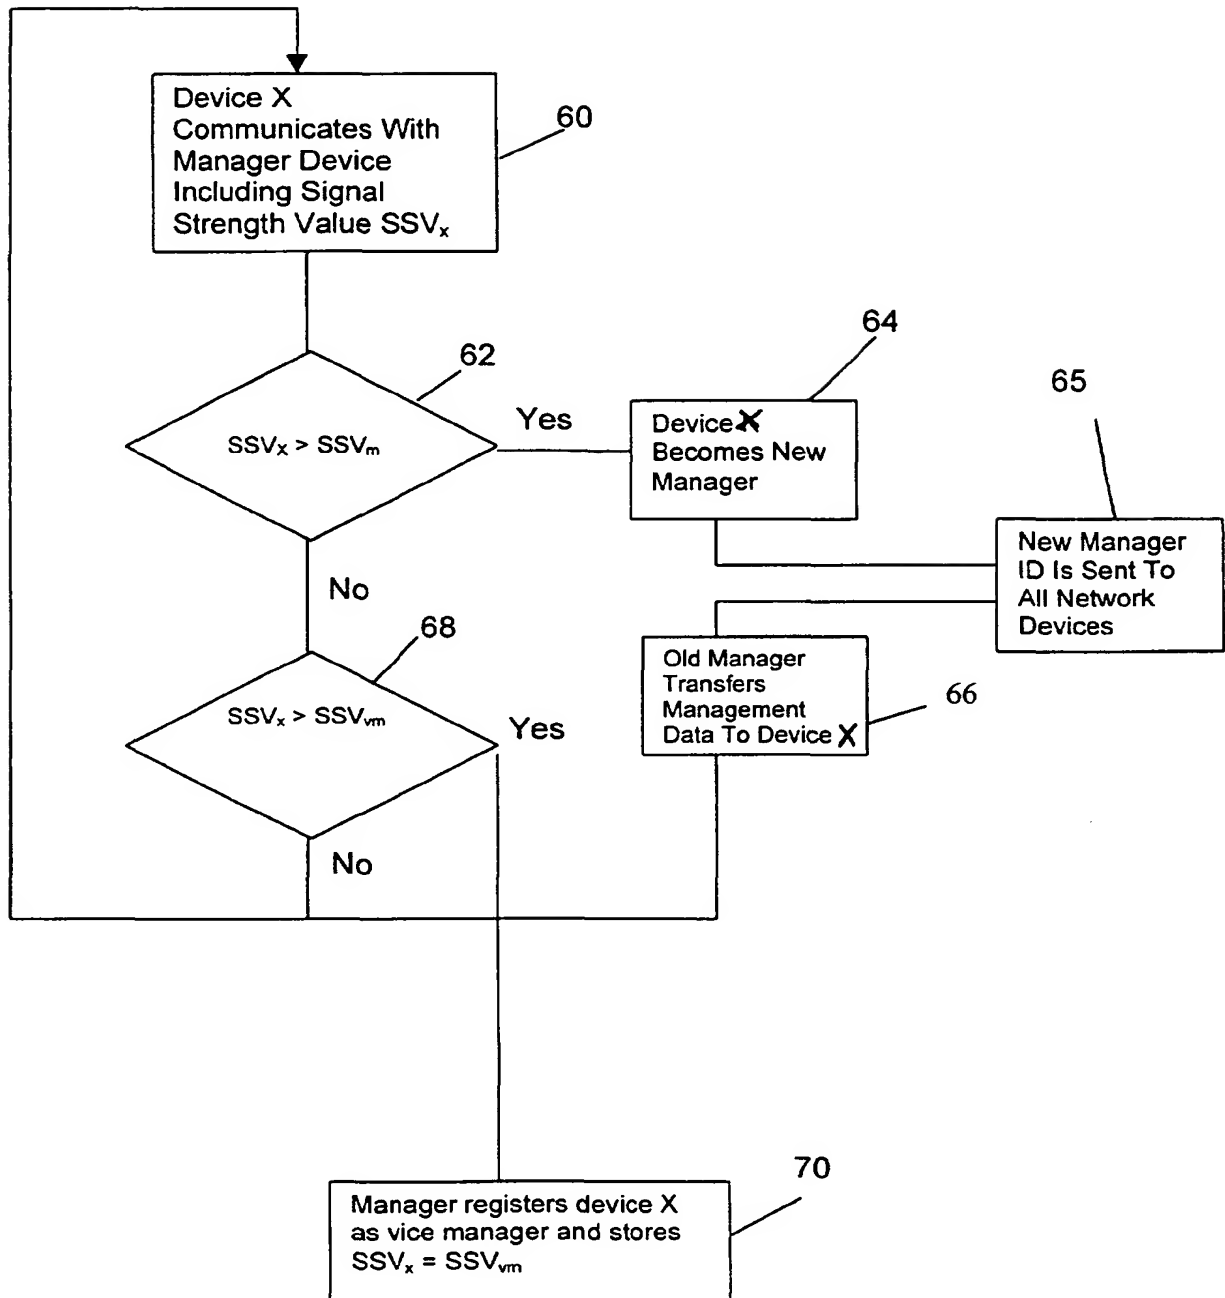 Device X
Communicates With
Manager Device
Including Signal
Strength Value SSVₓ
60
62
SSVₓ > SSVₘ
Yes
64
Device X
Becomes New
Manager
65
New Manager
ID Is Sent To
All Network
Devices
No
68
SSVₓ > SSVᵥₘ
Yes
Old Manager
Transfers
Management
Data To Device X
66
No
70
Manager registers device X
as vice manager and stores
SSVₓ = SSVᵥₘ